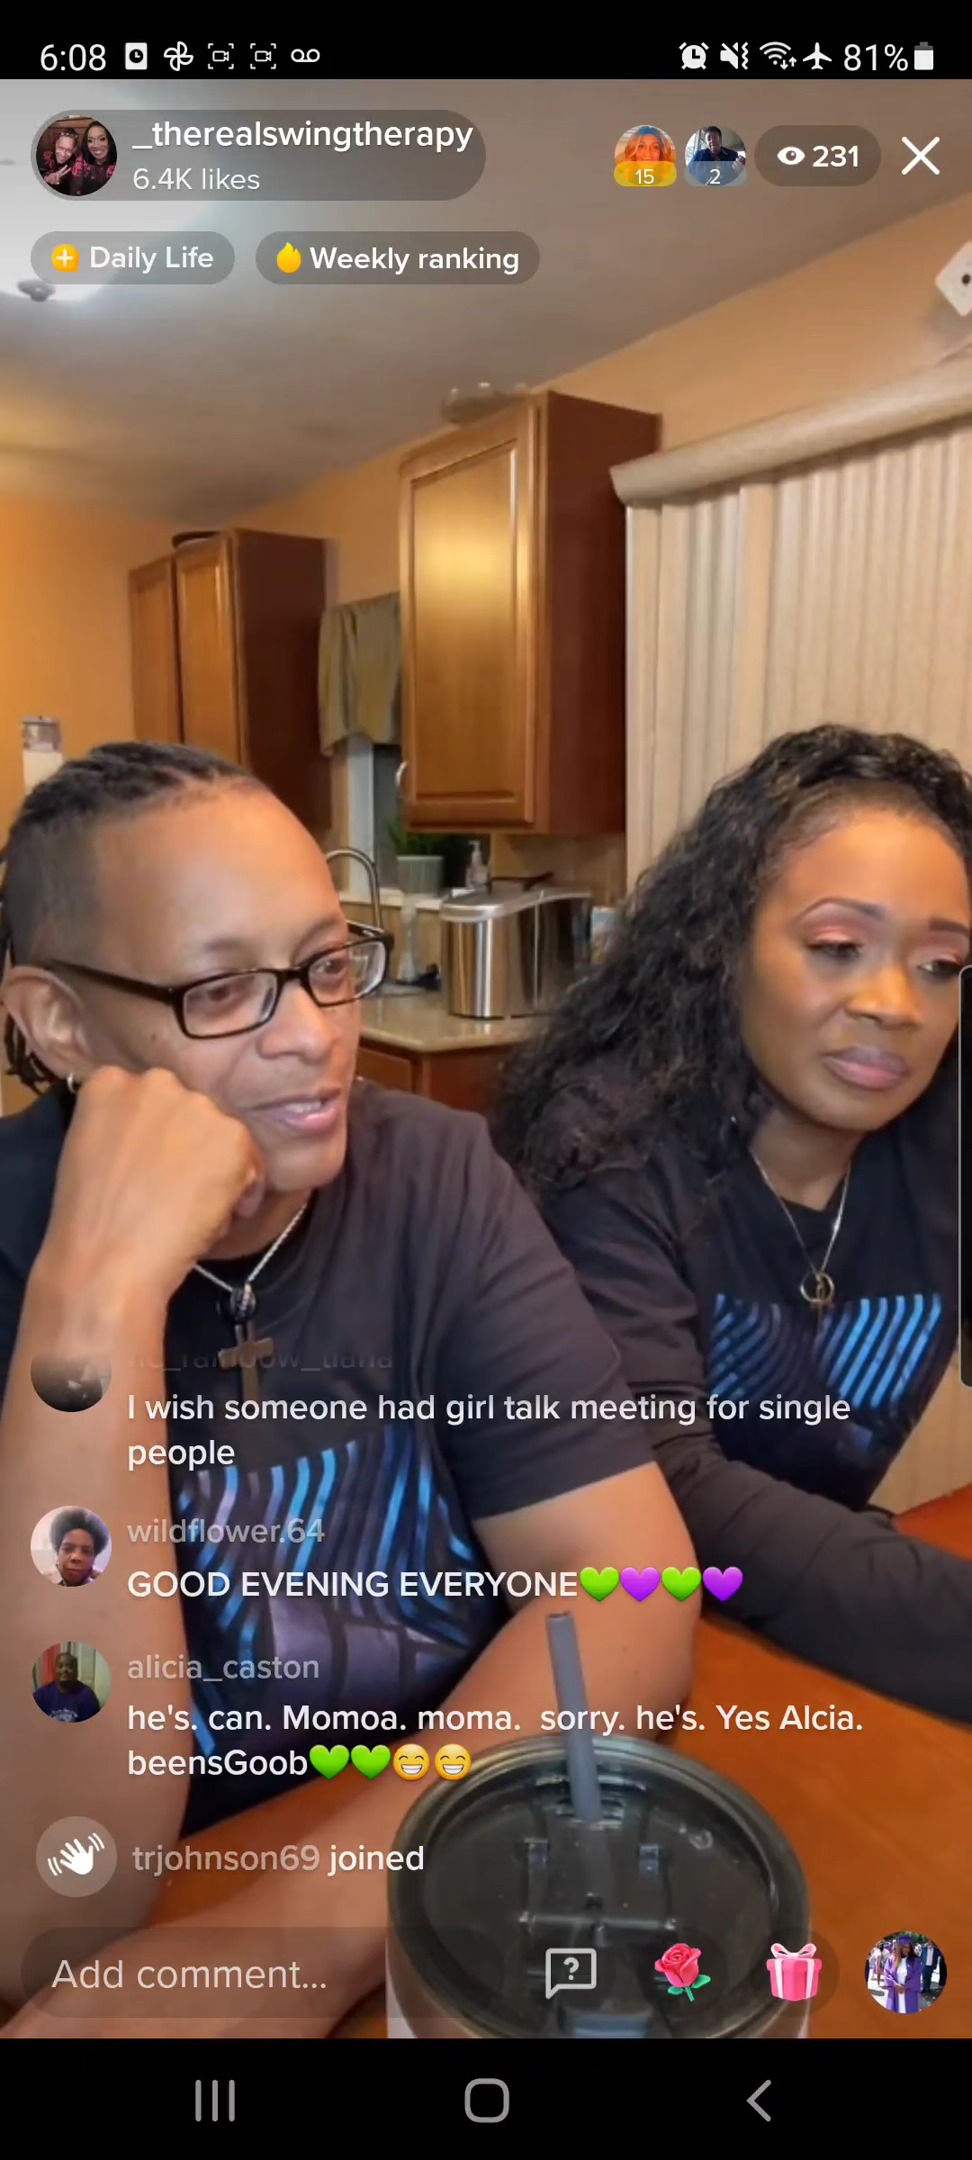 6:08 81%
_therealswingtherapy
6.4K likes
15
2
231
Daily Life
Weekly ranking
I wish someone had girl talk meeting for single
people
wildflower.64
GOOD EVENING EVERYONE💚💜💚💜
alicia_caston
he's. can. Momoa. moma.  sorry. he's. Yes Alcia.
beensGoob💚💚😁😁
trjohnson69 joined
Add comment...